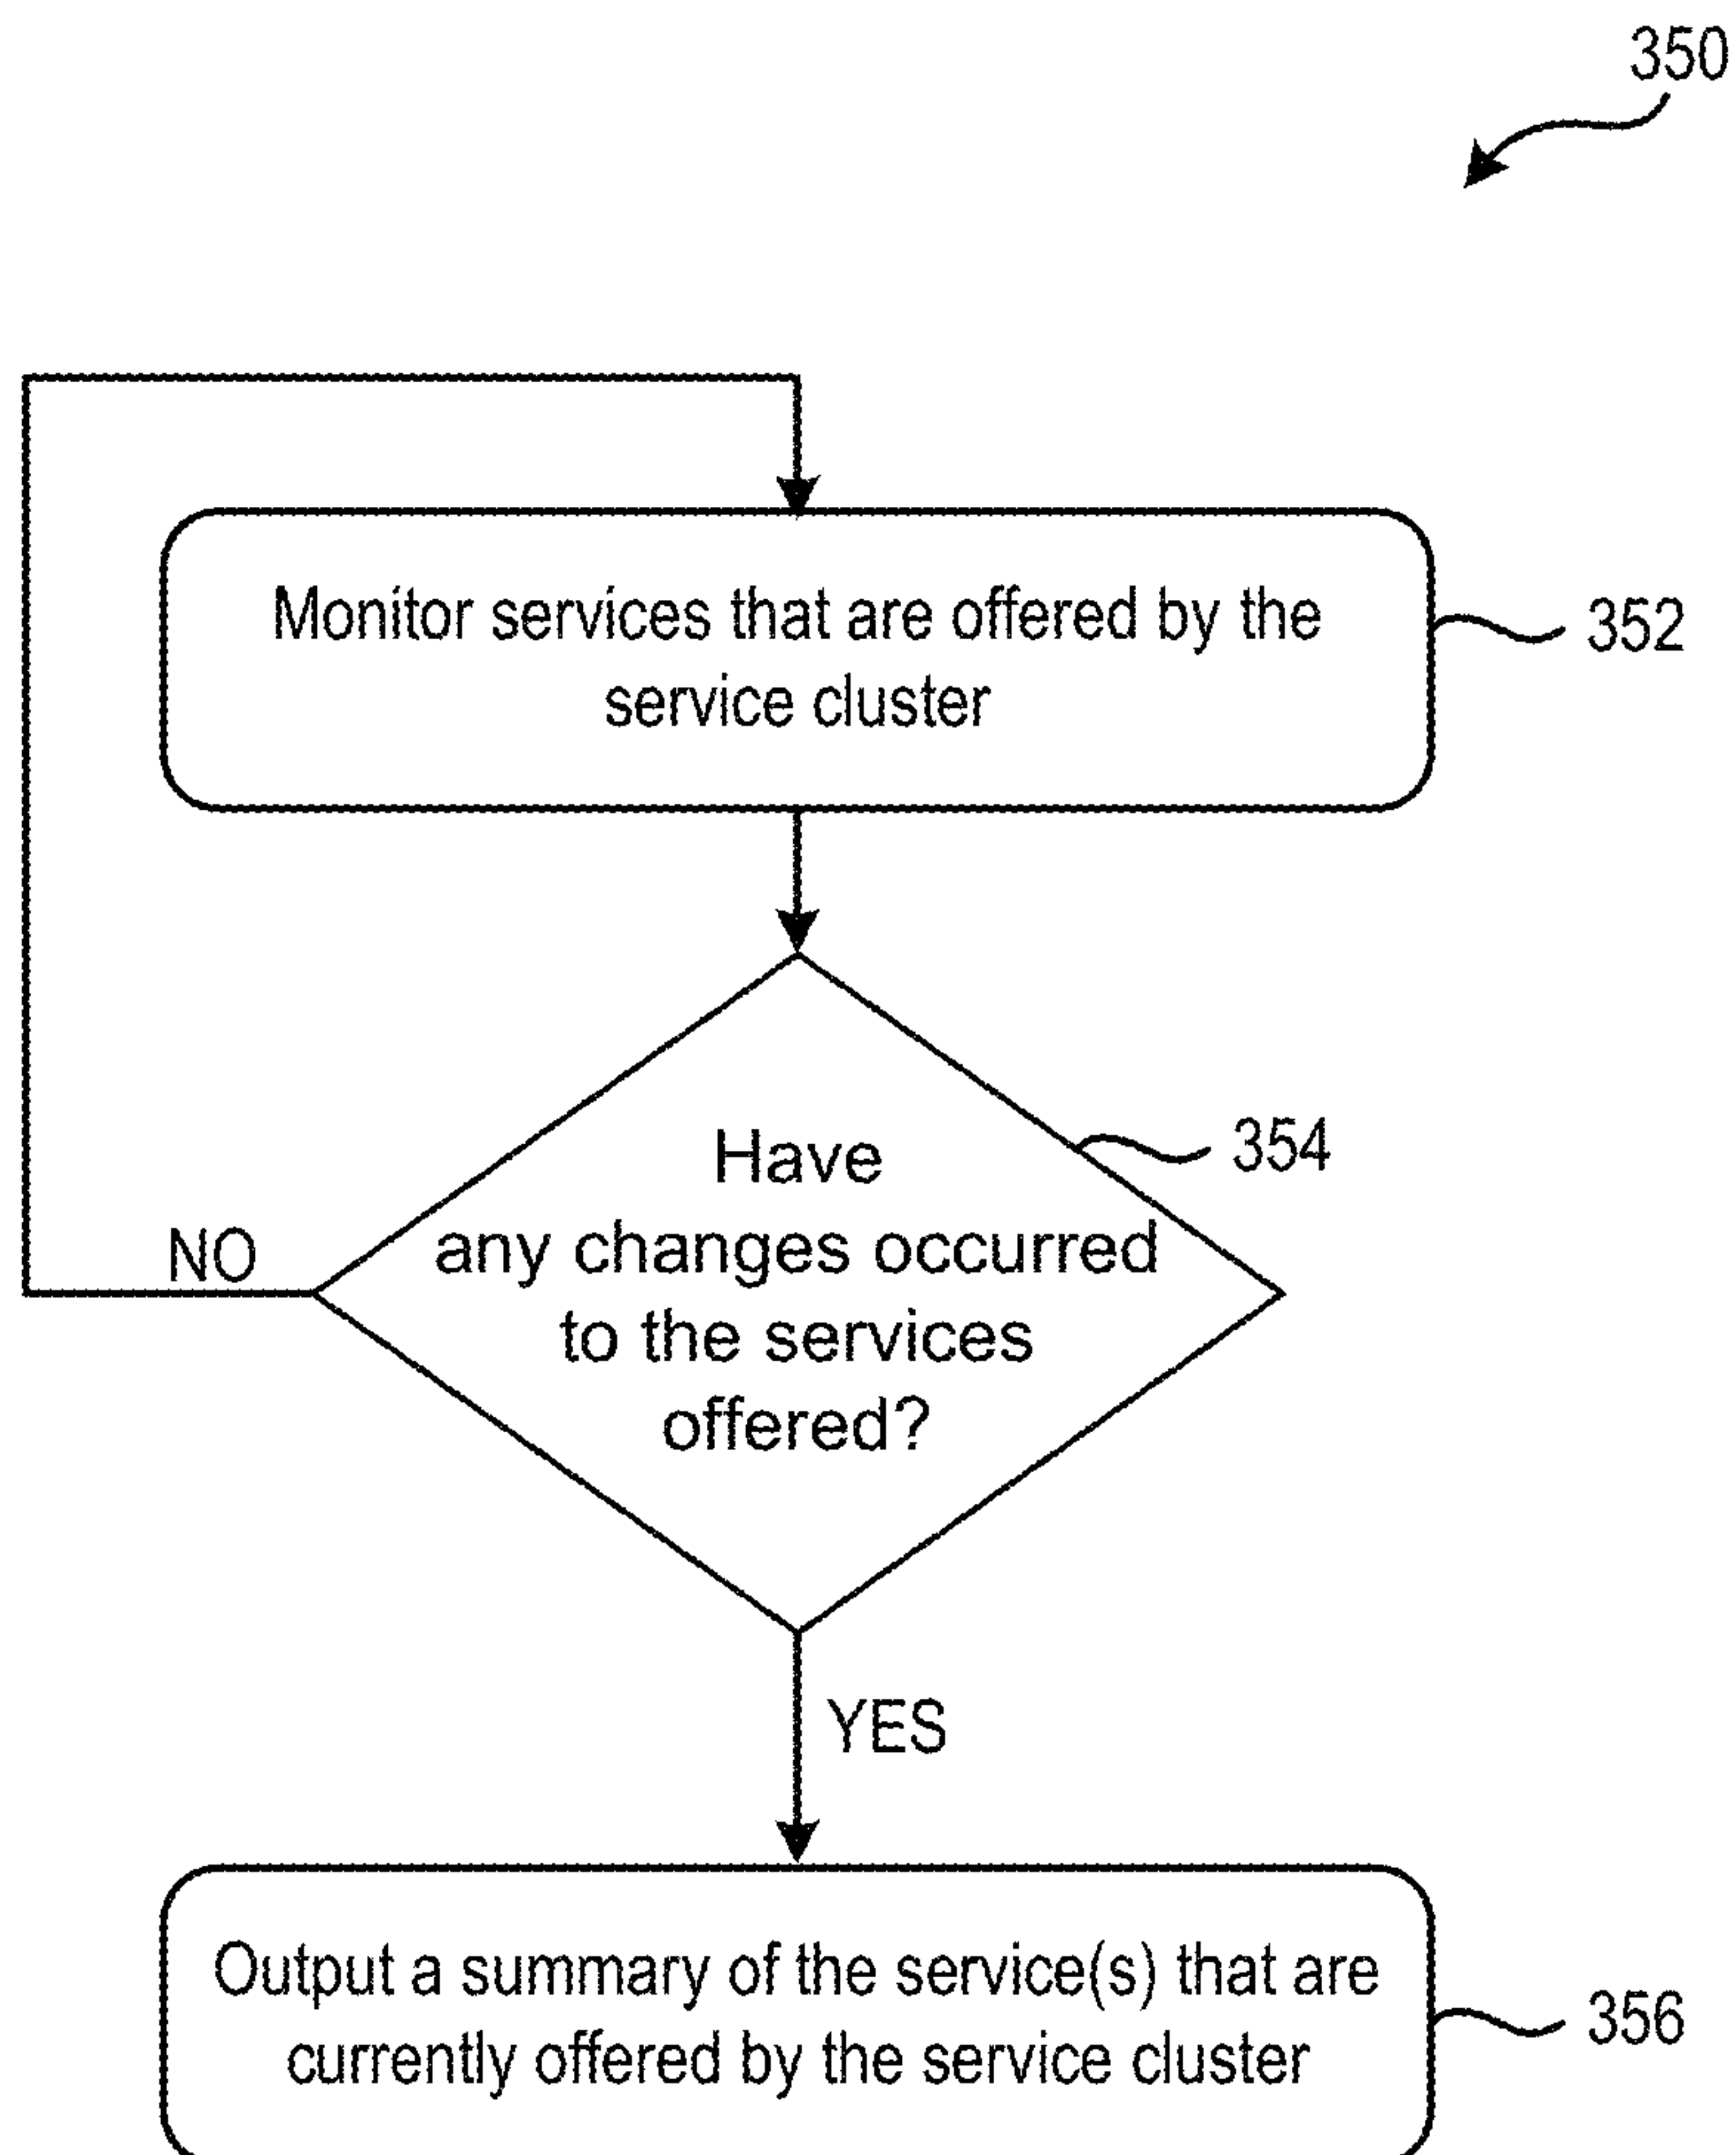 350
Monitor services that are offered by the
service cluster
352
Have
any changes occurred
to the services
offered?
354
NO
YES
Output a summary of the service(s) that are
currently offered by the service cluster
356